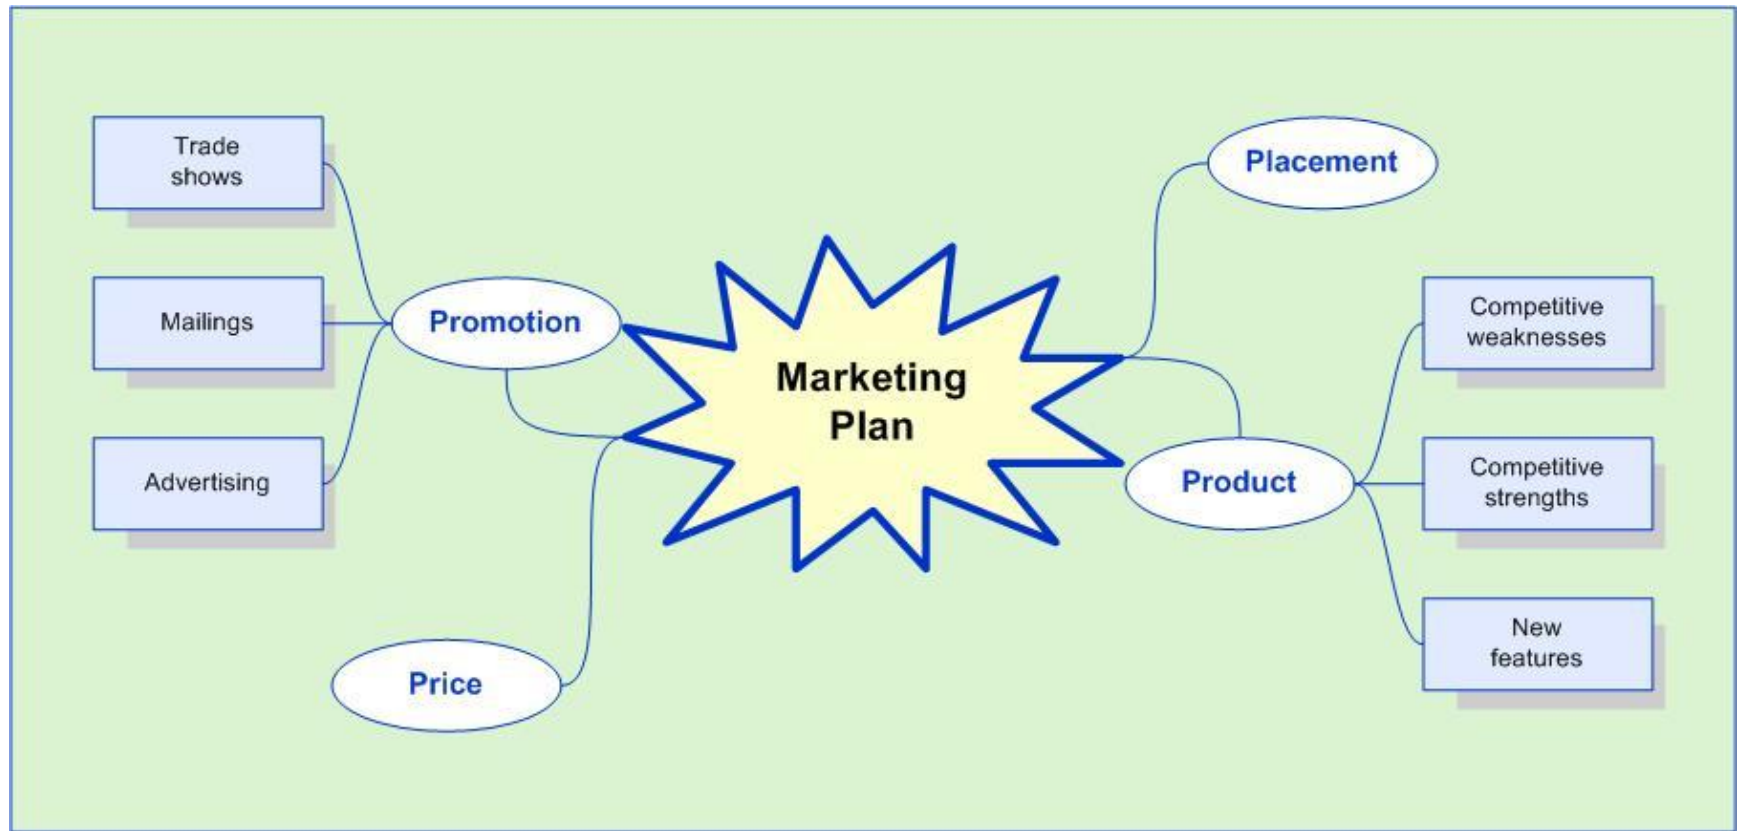 Trade
shows
Mailings
Advertising
Promotion
Price
Marketing
Plan
Placement
Product
Competitive
weaknesses
Competitive
strengths
New
features